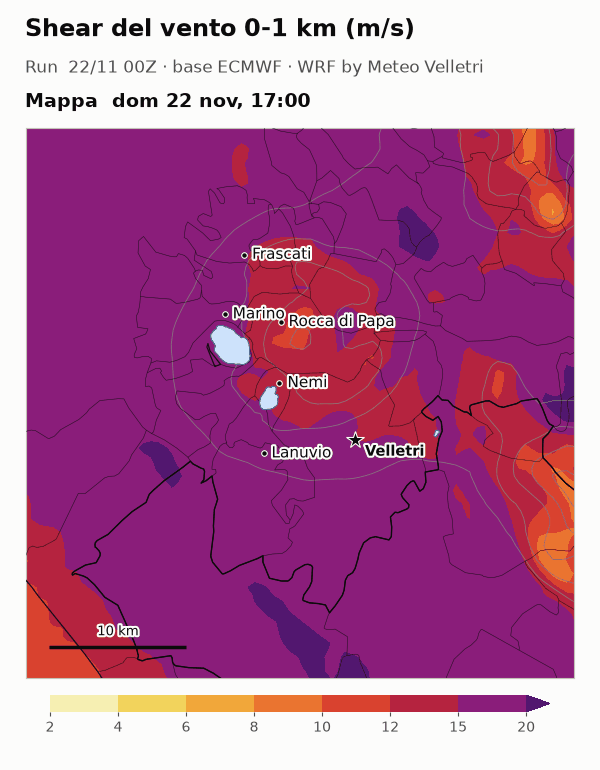 Shear del vento 0-1 km (m/s)
Run  22/11 00Z · base ECMWF · WRF by Meteo Velletri
Mappa  dom 22 nov, 17:00
Frascati
Marino
Rocca di Papa
Nemi
Velletri
Lanuvio
10 km
2 4 6 8 10 12 15 20